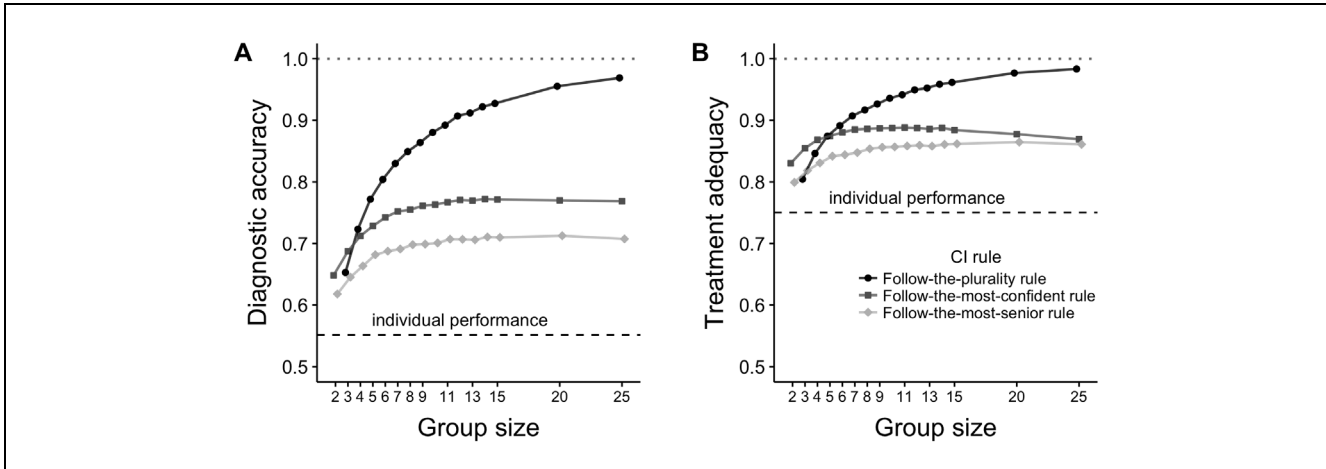 A
Diagnostic accuracy
1.0
0.9
0.8
0.7
0.6
0.5
individual performance
2 3 4 5 6 7 8 9 11 13 15 20 25
Group size
B
Treatment adequacy
1.0
0.9
0.8
0.7
0.6
0.5
individual performance
CI rule
Follow-the-plurality rule
Follow-the-most-confident rule
Follow-the-most-senior rule
2 3 4 5 6 7 8 9 11 13 15 20 25
Group size